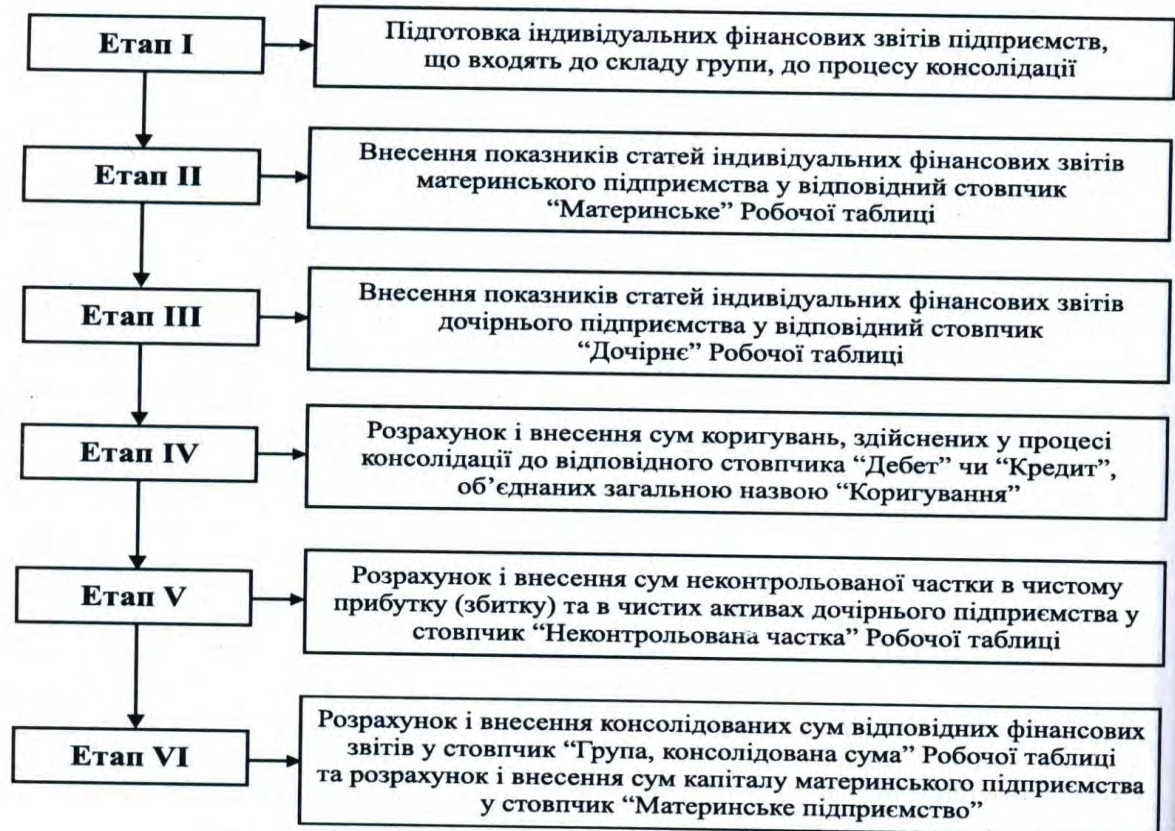 Етап I
Підготовка індивідуальних фінансових звітів підприємств,
що входять до складу групи, до процесу консолідації
Етап II
Внесення показників статей індивідуальних фінансових звітів
материнського підприємства у відповідний стовпчик
“Материнське” Робочої таблиці
Етап III
Внесення показників статей індивідуальних фінансових звітів
дочірнього підприємства у відповідний стовпчик
“Дочірнє” Робочої таблиці
Етап IV
Розрахунок і внесення сум коригувань, здійснених у процесі
консолідації до відповідного стовпчика “Дебет” чи “Кредит”,
об’єднаних загальною назвою “Коригування”
Етап V
Розрахунок і внесення сум неконтрольованої частки в чистому
прибутку (збитку) та в чистих активах дочірнього підприємства у
стовпчик “Неконтрольована частка” Робочої таблиці
Етап VI
Розрахунок і внесення консолідованих сум відповідних фінансових
звітів у стовпчик “Група, консолідована сума” Робочої таблиці
та розрахунок і внесення сум капіталу материнського підприємства
у стовпчик “Материнське підприємство”